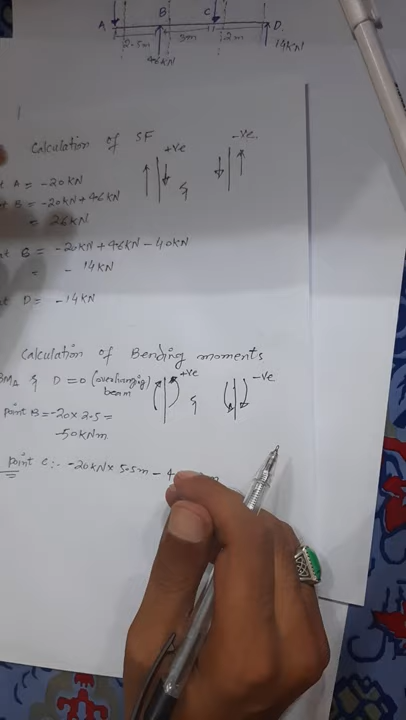 A B C D
2.5m 3m 2m
46KN 14KN
Calculation of SF
+ve -ve.
at A = -20KN
at B = -20KN+46KN
= 26KN
at C = -20KN+46KN-40KN
= -14KN
at D = -14KN
Calculation of Bending moments
BMA & D = 0 (overhanging beam) +ve & -ve
point B = -20 x 2.5 =
-50KNm
point C :- -20KN x 5.5m - 4